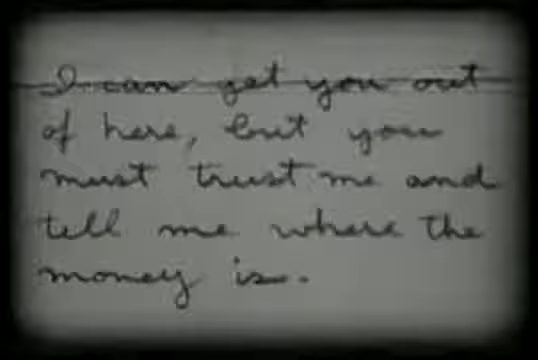 I can get you out
of here, but you
must trust me and
tell me where the
money is.